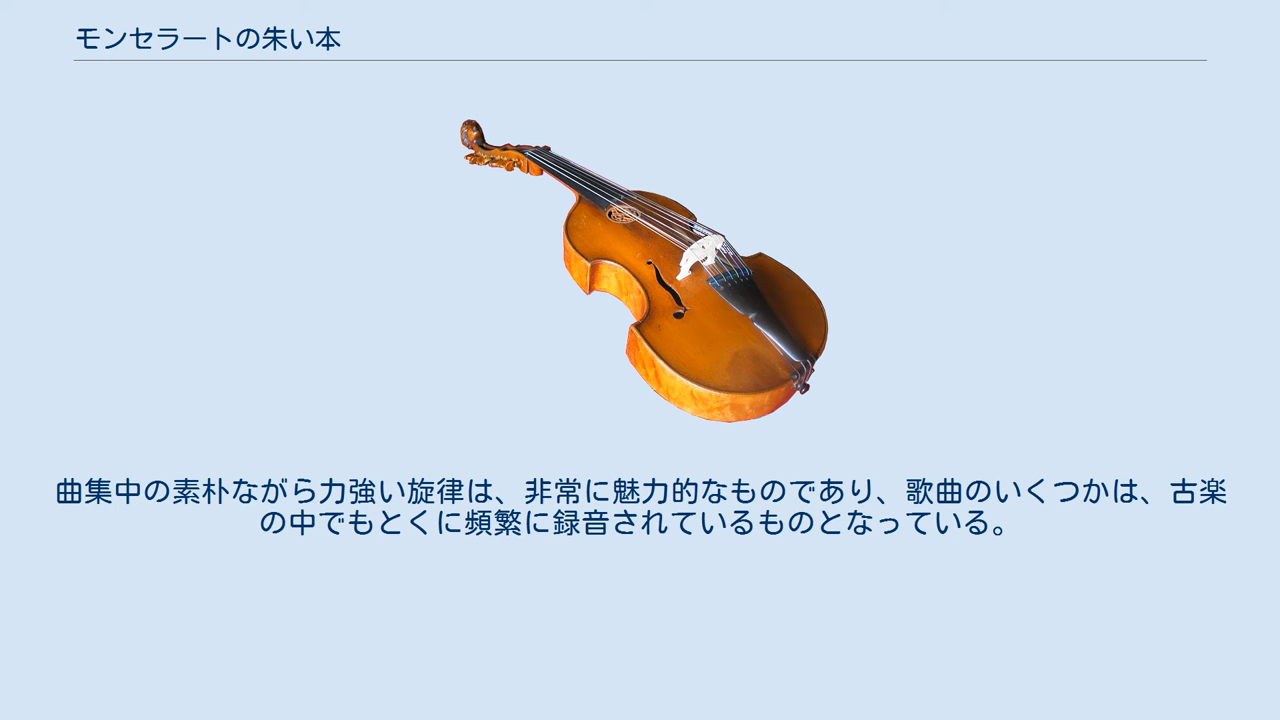 モンセラートの朱い本
曲集中の素朴ながら力強い旋律は、非常に魅力的なものであり、歌曲のいくつかは、古楽
の中でもとくに頻繁に録音されているものとなっている。